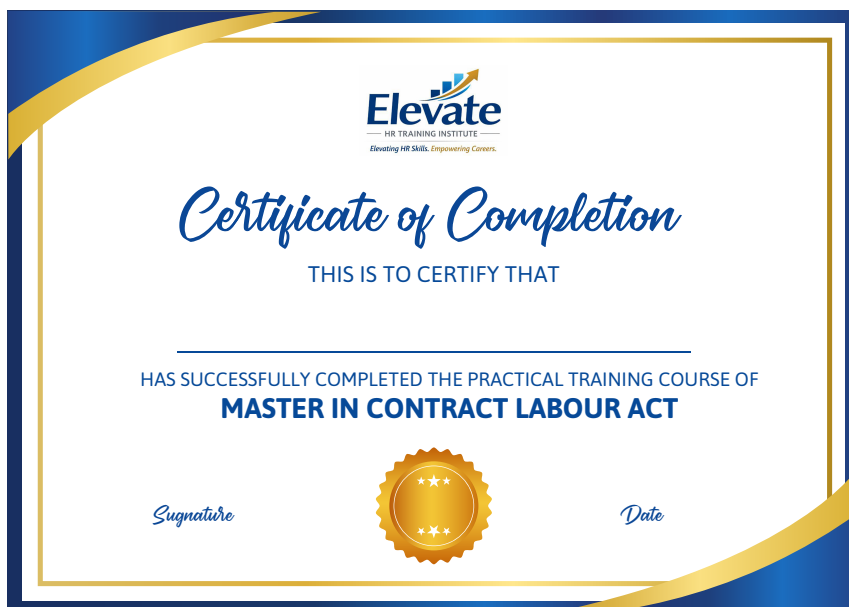 Elevate
HR TRAINING INSTITUTE
Elevating HR Skills. Empowering Careers.
Certificate of Completion
THIS IS TO CERTIFY THAT
HAS SUCCESSFULLY COMPLETED THE PRACTICAL TRAINING COURSE OF
MASTER IN CONTRACT LABOUR ACT
Sugnature
Date